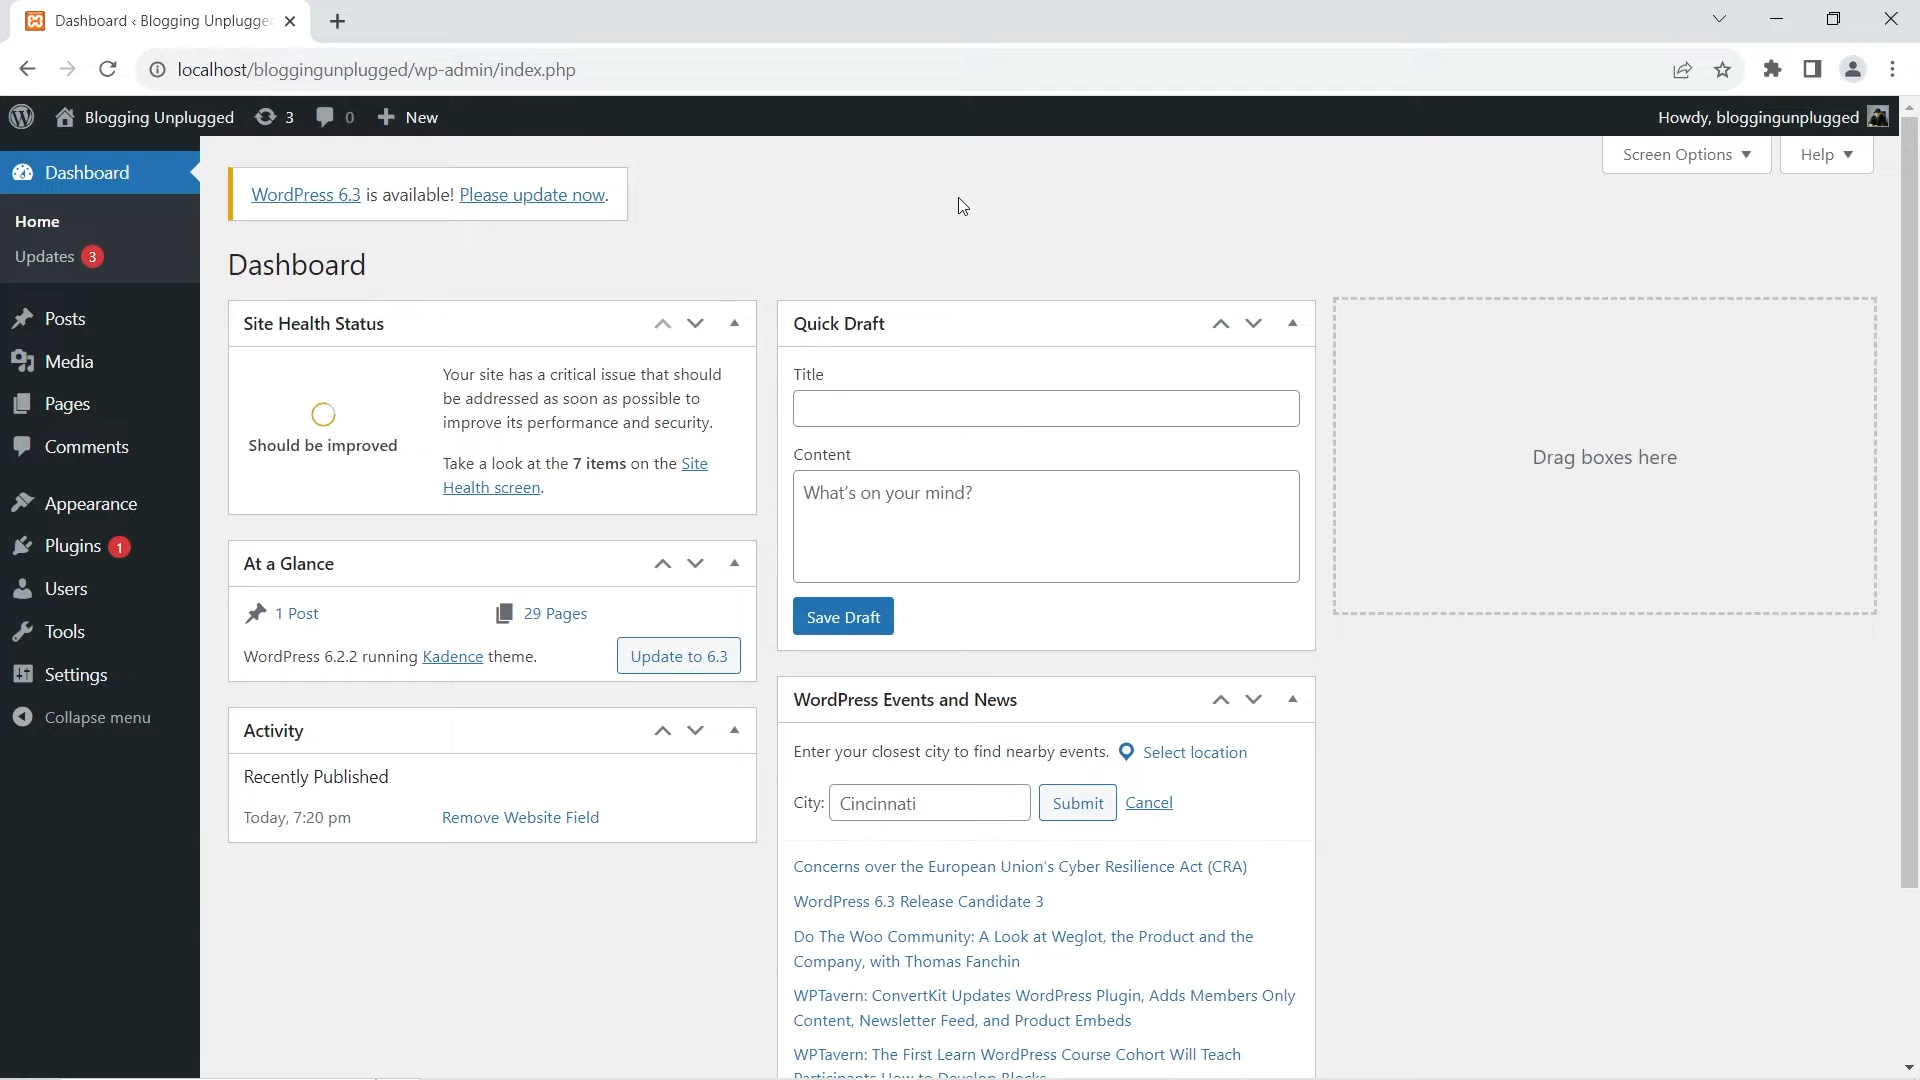 Dashboard ‹ Blogging Unplugge
localhost/bloggingunplugged/wp-admin/index.php
Blogging Unplugged 3 0 New Howdy, bloggingunplugged
Screen Options Help
Dashboard
Home
Updates 3
Posts
Media
Pages
Comments
Appearance
Plugins 1
Users
Tools
Settings
Collapse menu
WordPress 6.3 is available! Please update now.
Dashboard
Site Health Status
Should be improved
Your site has a critical issue that should
be addressed as soon as possible to
improve its performance and security.
Take a look at the 7 items on the Site
Health screen.
At a Glance
1 Post 29 Pages
WordPress 6.2.2 running Kadence theme. Update to 6.3
Activity
Recently Published
Today, 7:20 pm Remove Website Field
Quick Draft
Title
Content
What's on your mind?
Save Draft
WordPress Events and News
Enter your closest city to find nearby events. Select location
City: Cincinnati Submit Cancel
Concerns over the European Union's Cyber Resilience Act (CRA)
WordPress 6.3 Release Candidate 3
Do The Woo Community: A Look at Weglot, the Product and the
Company, with Thomas Fanchin
WPTavern: ConvertKit Updates WordPress Plugin, Adds Members Only
Content, Newsletter Feed, and Product Embeds
WPTavern: The First Learn WordPress Course Cohort Will Teach
Participants How to Develop Blocks
Drag boxes here